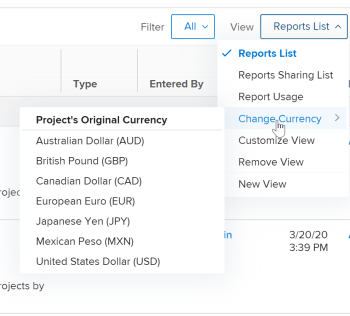 Filter All View Reports List
Reports List
Type Entered By
Reports Sharing List
Report Usage
Change Currency
Customize View
Remove View
New View
Project's Original Currency
Australian Dollar (AUD)
British Pound (GBP)
Canadian Dollar (CAD)
European Euro (EUR)
Japanese Yen (JPY)
Mexican Peso (MXN)
United States Dollar (USD)
in 3/20/20
3:39 PM
rojects by